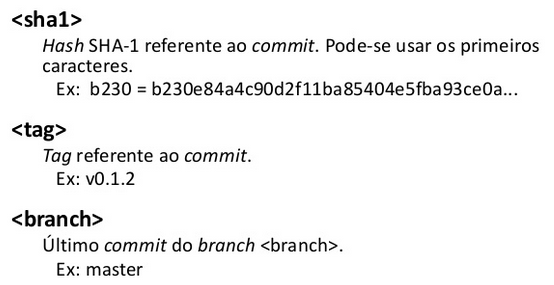 <sha1>
Hash SHA-1 referente ao commit. Pode-se usar os primeiros
caracteres.
Ex: b230 = b230e84a4c90d2f11ba85404e5fba93ce0a...
<tag>
Tag referente ao commit.
Ex: v0.1.2
<branch>
Último commit do branch <branch>.
Ex: master